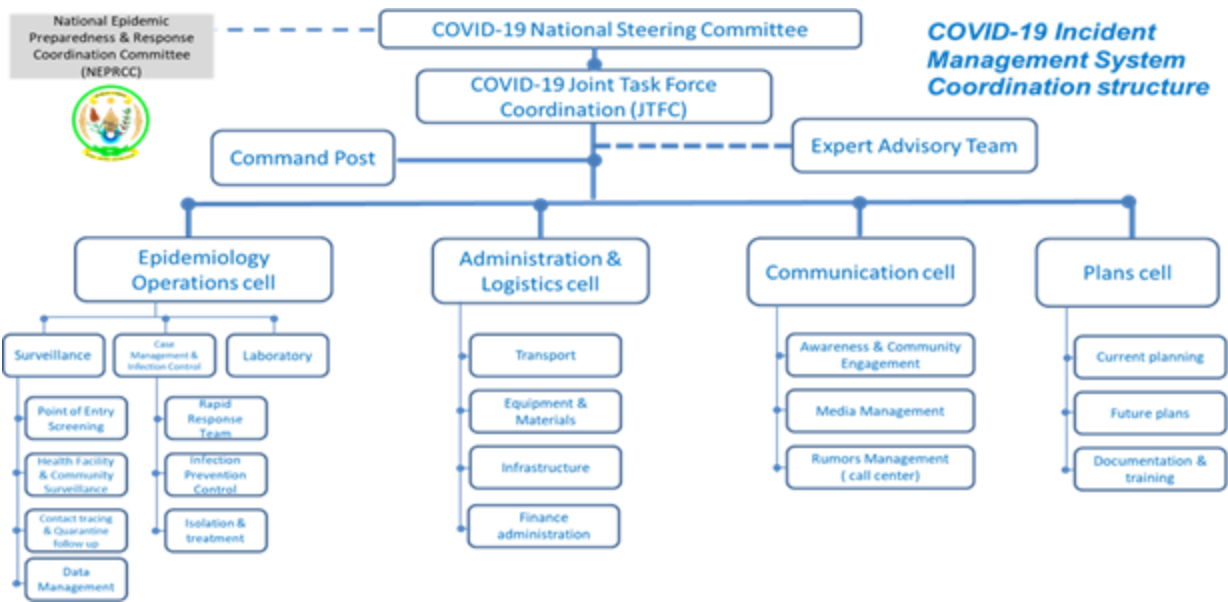 National Epidemic
Preparedness & Response
Coordination Committee
(NEPRCC)
COVID-19 National Steering Committee
COVID-19 Incident
Management System
Coordination structure
COVID-19 Joint Task Force
Coordination (JTFC)
Command Post
Expert Advisory Team
Epidemiology
Operations cell
Administration &
Logistics cell
Communication cell
Plans cell
Surveillance
Case
Management &
Infection Control
Laboratory
Point of Entry
Screening
Health Facility
& Community
Surveillance
Contact tracing
& Quarantine
follow up
Data
Management
Rapid
Response
Team
Infection
Prevention
Control
Isolation &
treatment
Transport
Equipment &
Materials
Infrastructure
Finance
administration
Awareness & Community
Engagement
Media Management
Rumors Management
( call center)
Current planning
Future plans
Documentation &
training